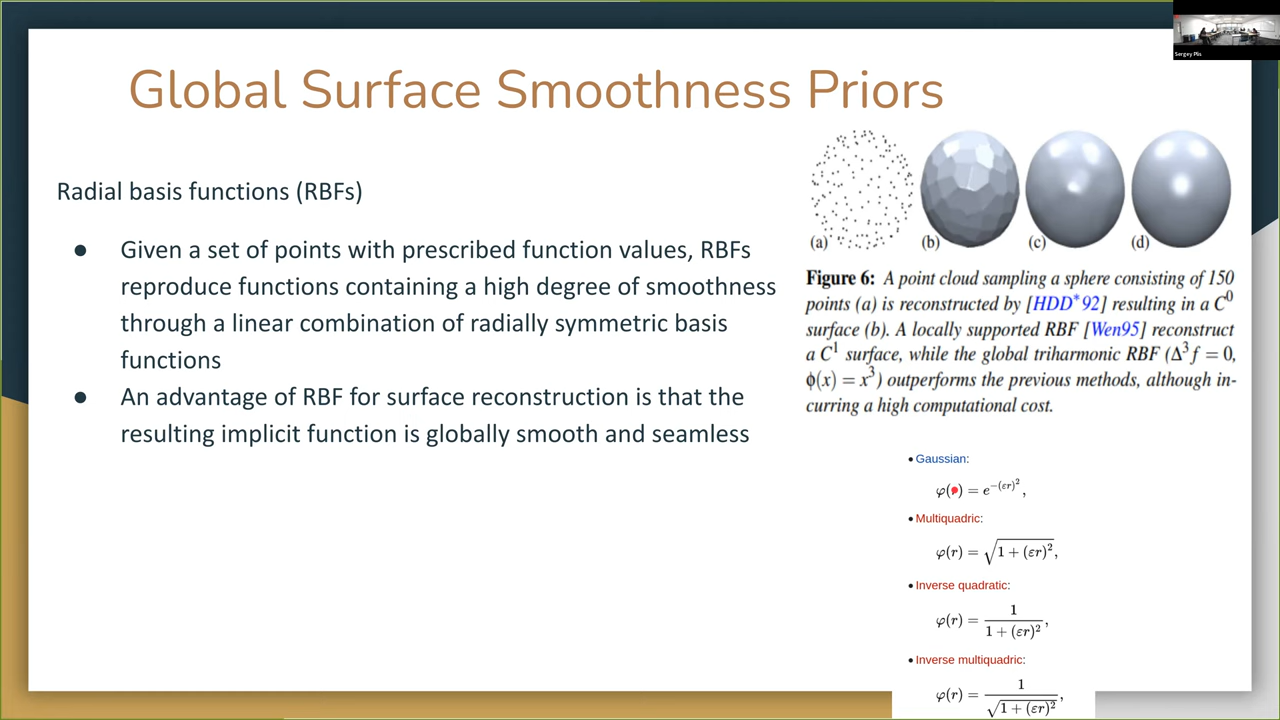 Sergey Plis
Global Surface Smoothness Priors
Radial basis functions (RBFs)
● Given a set of points with prescribed function values, RBFs
reproduce functions containing a high degree of smoothness
through a linear combination of radially symmetric basis
functions
● An advantage of RBF for surface reconstruction is that the
resulting implicit function is globally smooth and seamless
(a) (b) (c) (d)
Figure 6: A point cloud sampling a sphere consisting of 150
points (a) is reconstructed by [HDD*92] resulting in a C⁰
surface (b). A locally supported RBF [Wen95] reconstruct
a C¹ surface, while the global triharmonic RBF (Δ³f = 0,
ϕ(x) = x³) outperforms the previous methods, although in-
curring a high computational cost.
• Gaussian:
φ( ) = e^{-(εr)²},
• Multiquadric:
φ(r) = √(1 + (εr)²),
• Inverse quadratic:
φ(r) = 1 / (1 + (εr)²),
• Inverse multiquadric:
φ(r) = 1 / √(1 + (εr)²),